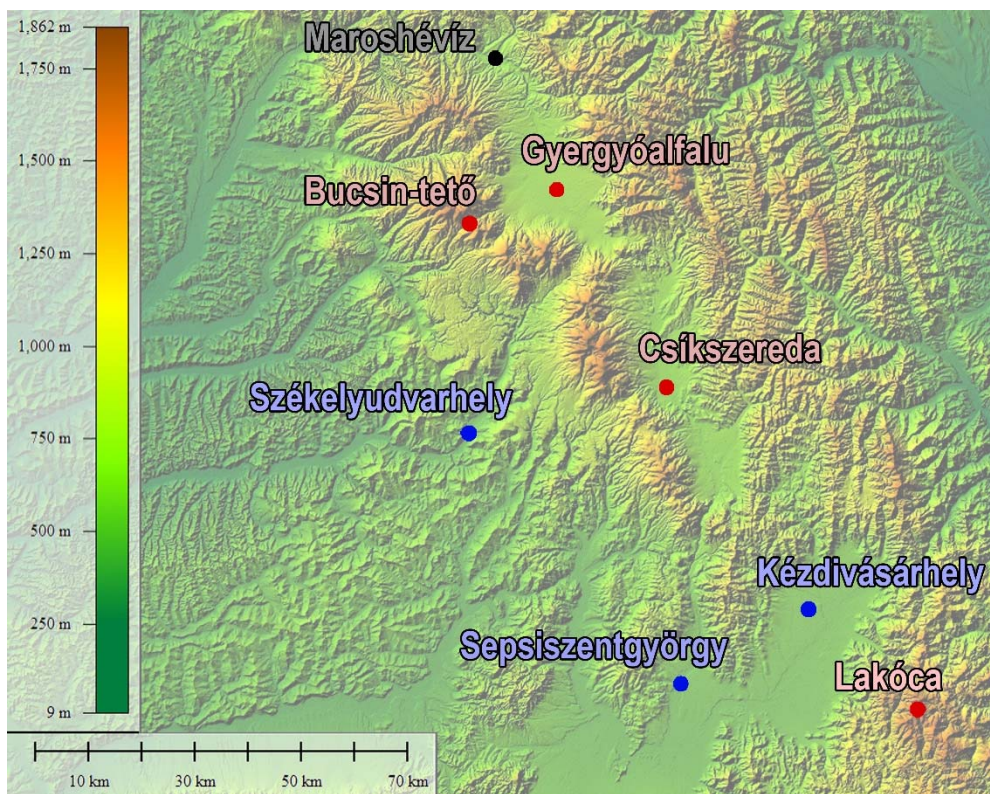 1,862 m
1,750 m
1,500 m
1,250 m
1,000 m
750 m
500 m
250 m
9 m
Maroshévíz
Gyergyóalfalu
Bucsin-tető
Csíkszereda
Székelyudvarhely
Kézdivásárhely
Sepsiszentgyörgy
Lakóca
10 km
30 km
50 km
70 km